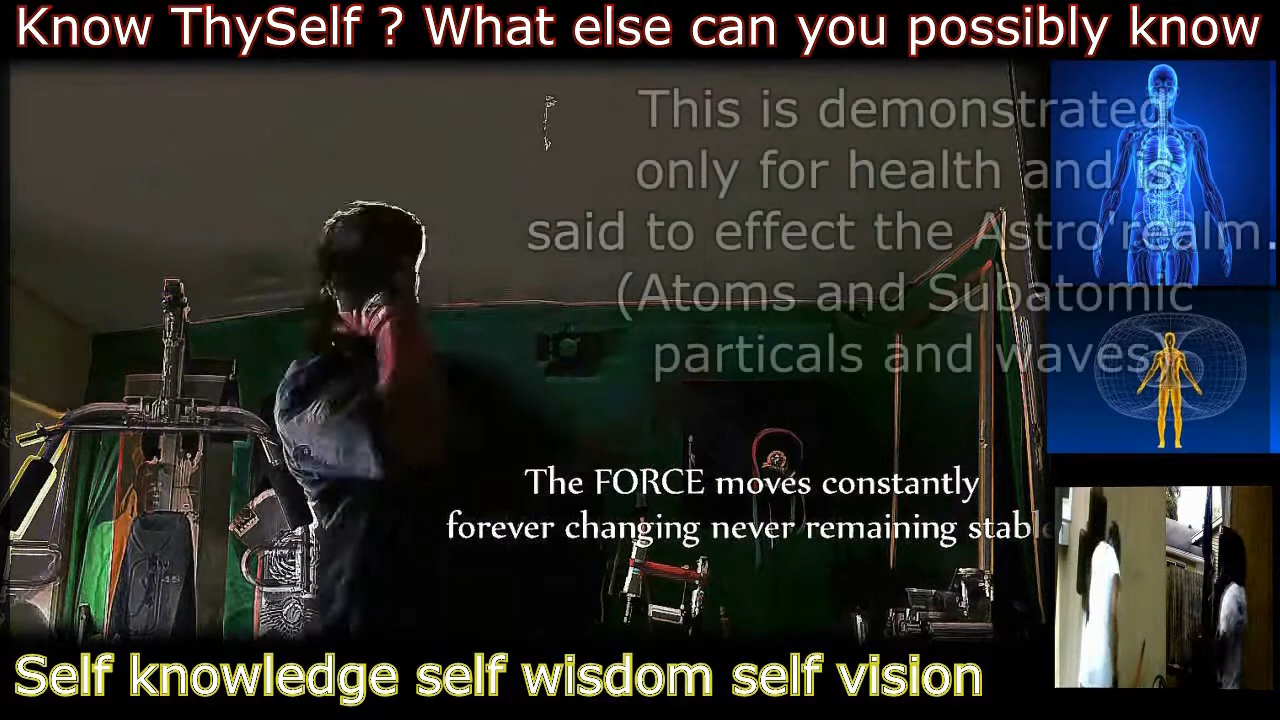 Know ThySelf ? What else can you possibly know
This is demonstrated
only for health and is
said to effect the Astro'realm.
(Atoms and Subatomic
particals and waves
The FORCE moves constantly
forever changing never remaining stable
Self knowledge self wisdom self vision